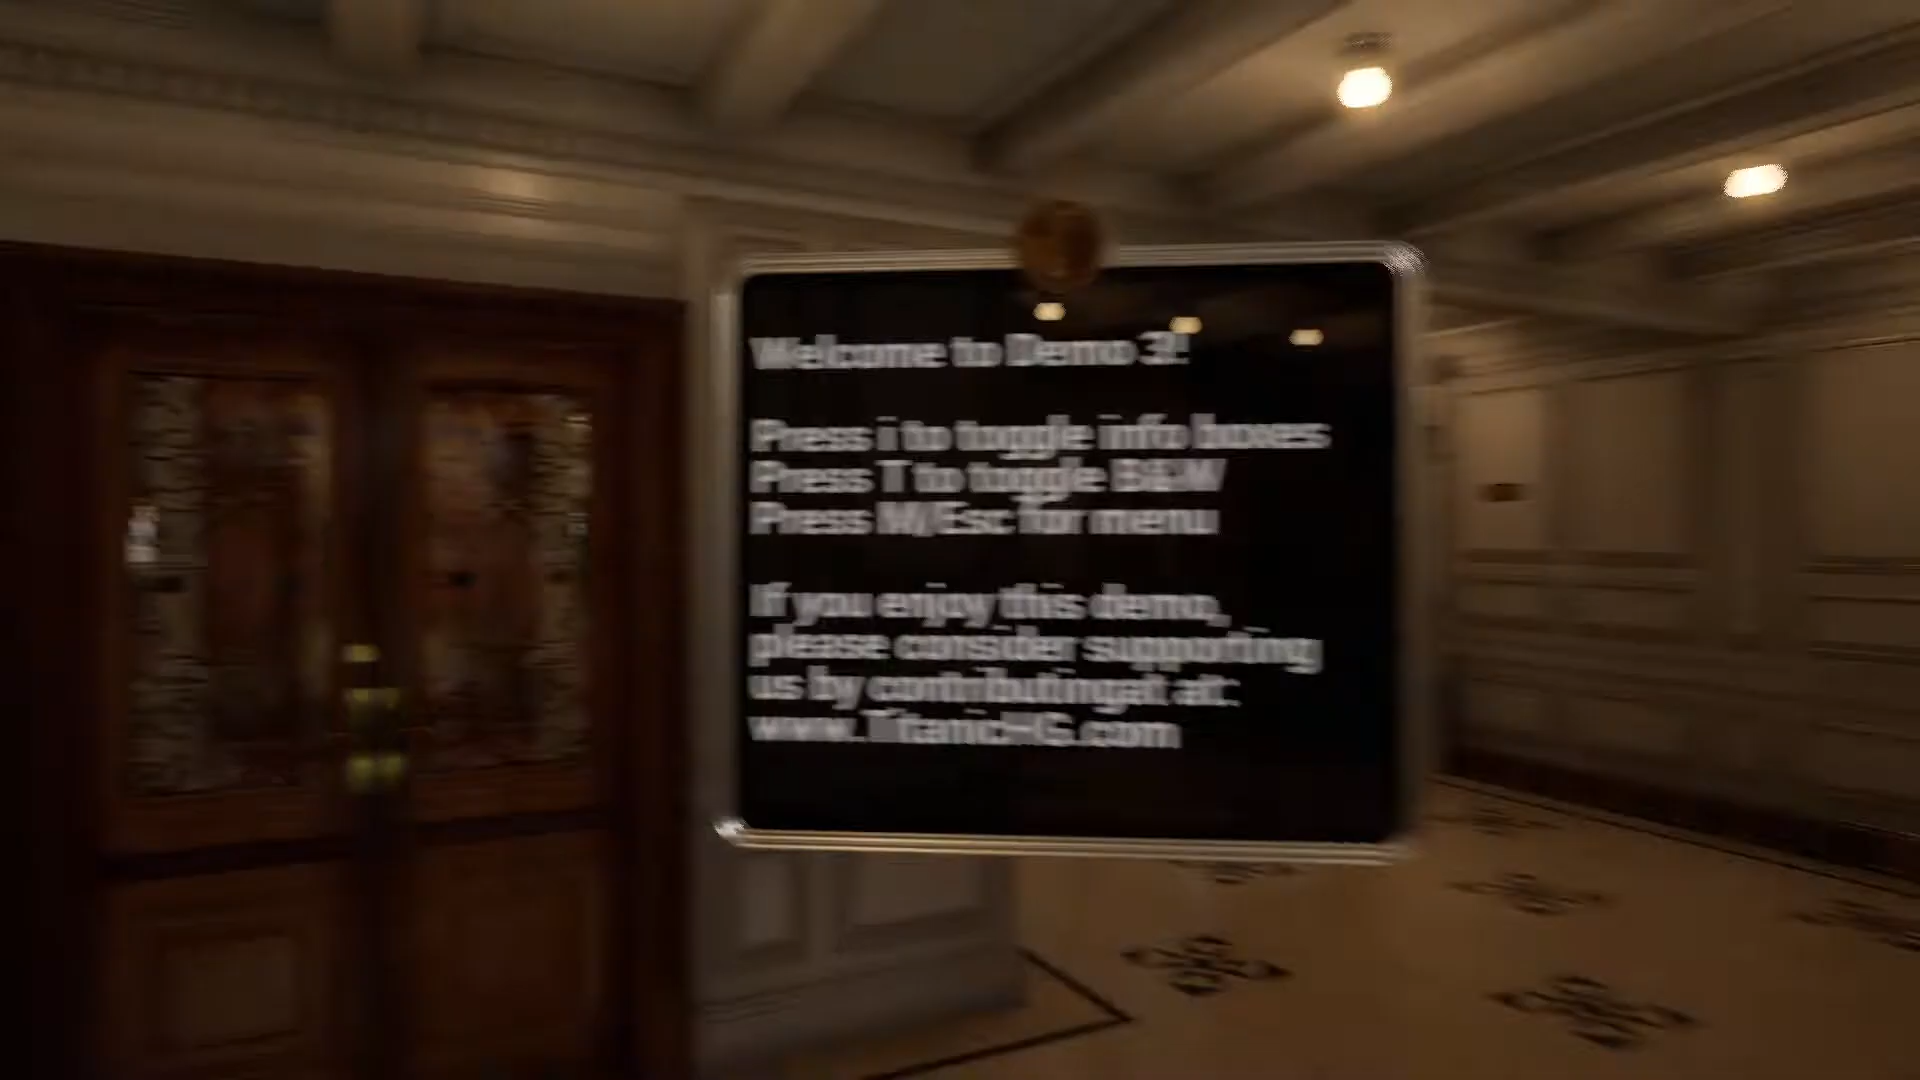 Welcome to Demo 3!
Press i to toggle info boxes
Press T to toggle B&W
Press M/Esc for menu
If you enjoy this demo,
please consider supporting
us by contributingat at:
www.TitanicHG.com